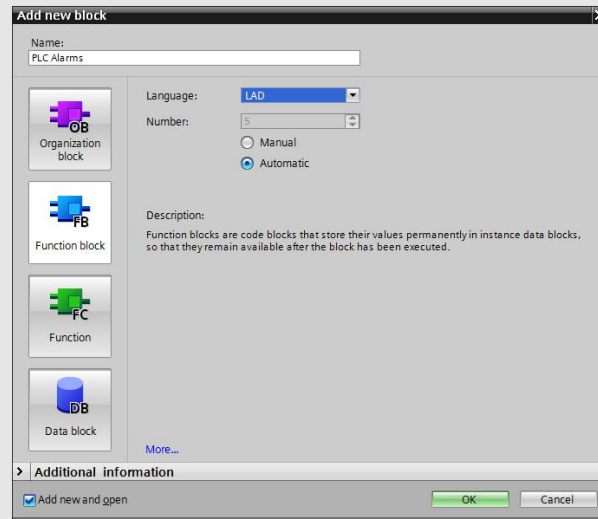 Add new block
Name:
PLC Alarms
OB
Organization
block
FB
Function block
FC
Function
DB
Data block
Language:
LAD
Number:
5
Manual
Automatic
Description:
Function blocks are code blocks that store their values permanently in instance data blocks,
so that they remain available after the block has been executed.
More...
> Additional information
Add new and open
OK
Cancel